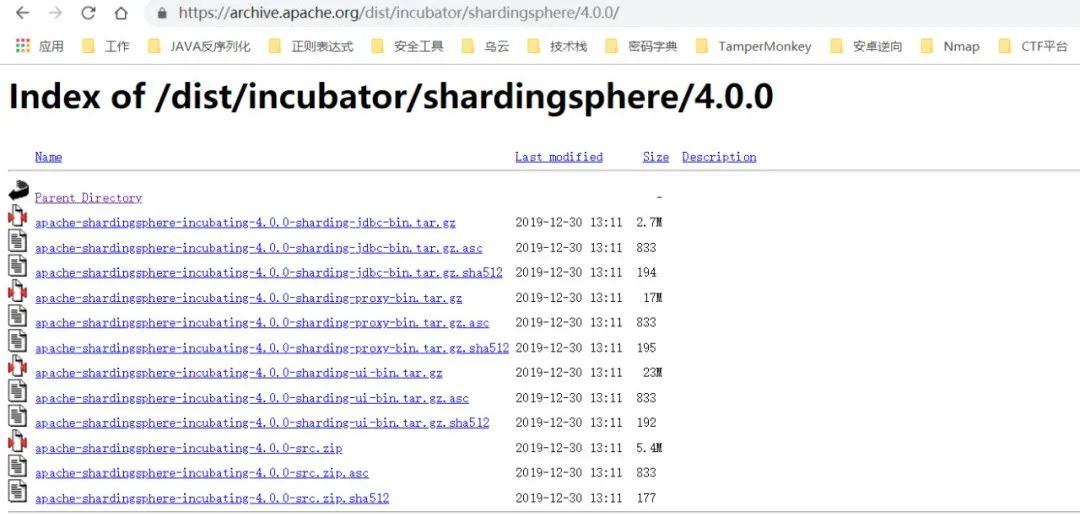 https://archive.apache.org/dist/incubator/shardingsphere/4.0.0/
应用 工作 JAVA反序列化 正则表达式 安全工具 乌云 技术栈 密码字典 TamperMonkey 安卓逆向 Nmap CTF平台
Index of /dist/incubator/shardingsphere/4.0.0
Name Last modified Size Description
Parent Directory -
apache-shardingsphere-incubating-4.0.0-sharding-jdbc-bin.tar.gz 2019-12-30 13:11 2.7M
apache-shardingsphere-incubating-4.0.0-sharding-jdbc-bin.tar.gz.asc 2019-12-30 13:11 833
apache-shardingsphere-incubating-4.0.0-sharding-jdbc-bin.tar.gz.sha512 2019-12-30 13:11 194
apache-shardingsphere-incubating-4.0.0-sharding-proxy-bin.tar.gz 2019-12-30 13:11 17M
apache-shardingsphere-incubating-4.0.0-sharding-proxy-bin.tar.gz.asc 2019-12-30 13:11 833
apache-shardingsphere-incubating-4.0.0-sharding-proxy-bin.tar.gz.sha512 2019-12-30 13:11 195
apache-shardingsphere-incubating-4.0.0-sharding-ui-bin.tar.gz 2019-12-30 13:11 23M
apache-shardingsphere-incubating-4.0.0-sharding-ui-bin.tar.gz.asc 2019-12-30 13:11 833
apache-shardingsphere-incubating-4.0.0-sharding-ui-bin.tar.gz.sha512 2019-12-30 13:11 192
apache-shardingsphere-incubating-4.0.0-src.zip 2019-12-30 13:11 5.4M
apache-shardingsphere-incubating-4.0.0-src.zip.asc 2019-12-30 13:11 833
apache-shardingsphere-incubating-4.0.0-src.zip.sha512 2019-12-30 13:11 177